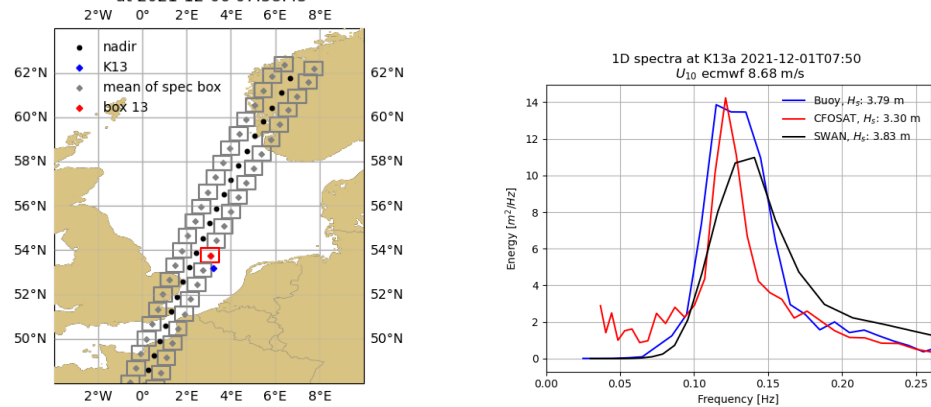 2°W 0° 2°E 4°E 6°E 8°E
62°N
60°N
58°N
56°N
54°N
52°N
50°N
nadir
K13
mean of spec box
box 13
62°N
60°N
58°N
56°N
54°N
52°N
50°N
2°W 0° 2°E 4°E 6°E 8°E
1D spectra at K13a 2021-12-01T07:50
U10 ecmwf 8.68 m/s
Buoy, Hs: 3.79 m
CFOSAT, Hs: 3.30 m
SWAN, Hs: 3.83 m
Energy [m²/Hz]
14
12
10
8
6
4
2
0
0.00 0.05 0.10 0.15 0.20 0.25
Frequency [Hz]